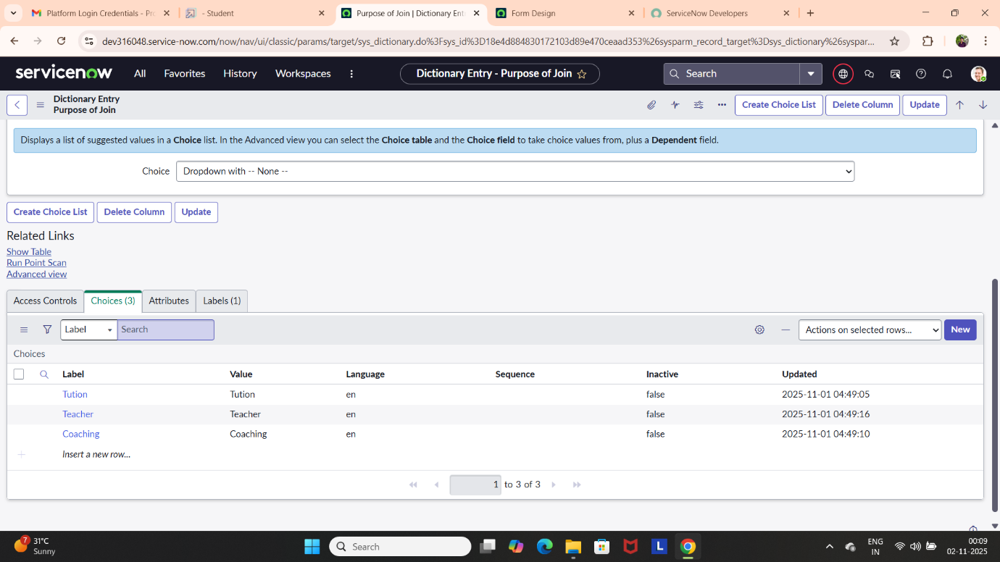 Platform Login Credentials - Pro
- Student
Purpose of Join | Dictionary Ent
Form Design
ServiceNow Developers
dev316048.service-now.com/now/nav/ui/classic/params/target/sys_dictionary.do%3Fsys_id%3D18e4d884830172103d89e470ceaad353%26sysparm_record_target%3Dsys_dictionary%26syspar...
servicenow All Favorites History Workspaces
Dictionary Entry - Purpose of Join
Search
Dictionary Entry
Purpose of Join
Create Choice List Delete Column Update
Displays a list of suggested values in a Choice list. In the Advanced view you can select the Choice table and the Choice field to take choice values from, plus a Dependent field.
Choice Dropdown with -- None --
Create Choice List Delete Column Update
Related Links
Show Table
Run Point Scan
Advanced view
Access Controls Choices (3) Attributes Labels (1)
Label Search Actions on selected rows... New
Choices
Label Value Language Sequence Inactive Updated
Tution Tution en false 2025-11-01 04:49:05
Teacher Teacher en false 2025-11-01 04:49:16
Coaching Coaching en false 2025-11-01 04:49:10
Insert a new row...
1 to 3 of 3
7
31°C
Sunny
Search
L
ENG
IN
00:09
02-11-2025